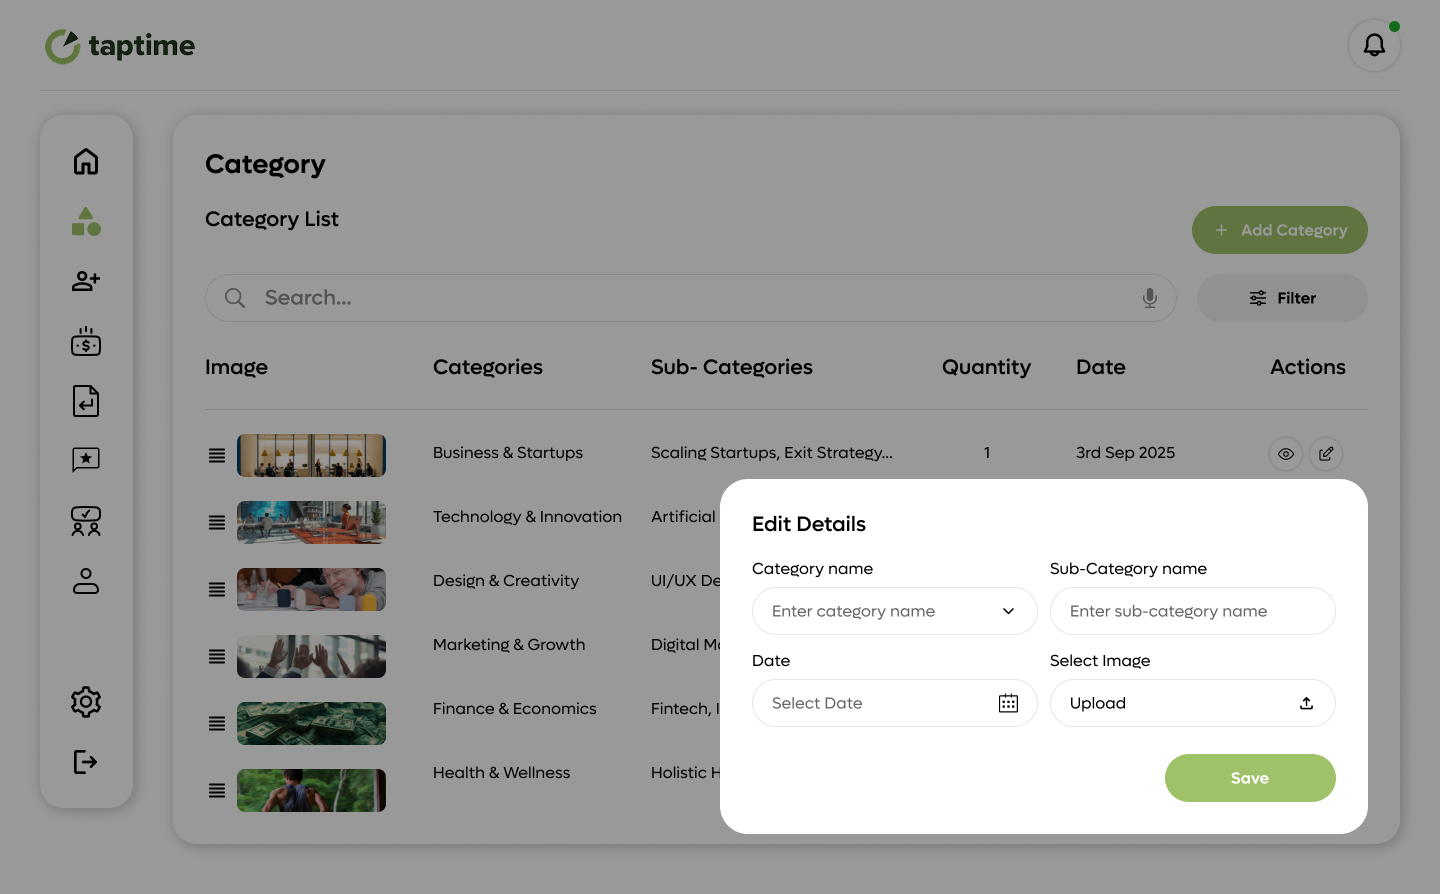 taptime
Category
Category List
+ Add Category
Search...
Filter
Image Categories Sub- Categories Quantity Date Actions
Business & Startups Scaling Startups, Exit Strategy... 1 3rd Sep 2025
Technology & Innovation Artificial
Design & Creativity UI/UX De
Marketing & Growth Digital Ma
Finance & Economics Fintech, I
Health & Wellness Holistic H
Edit Details
Category name Sub-Category name
Enter category name Enter sub-category name
Date Select Image
Select Date Upload
Save